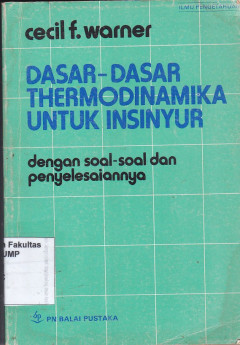 ILMU PENGETAHUAN
cecil f. warner
DASAR-DASAR
THERMODINAMIKA
UNTUK INSINYUR
dengan soal-soal dan
penyelesaiannya
Fakultas
UMP
PN BALAI PUSTAKA